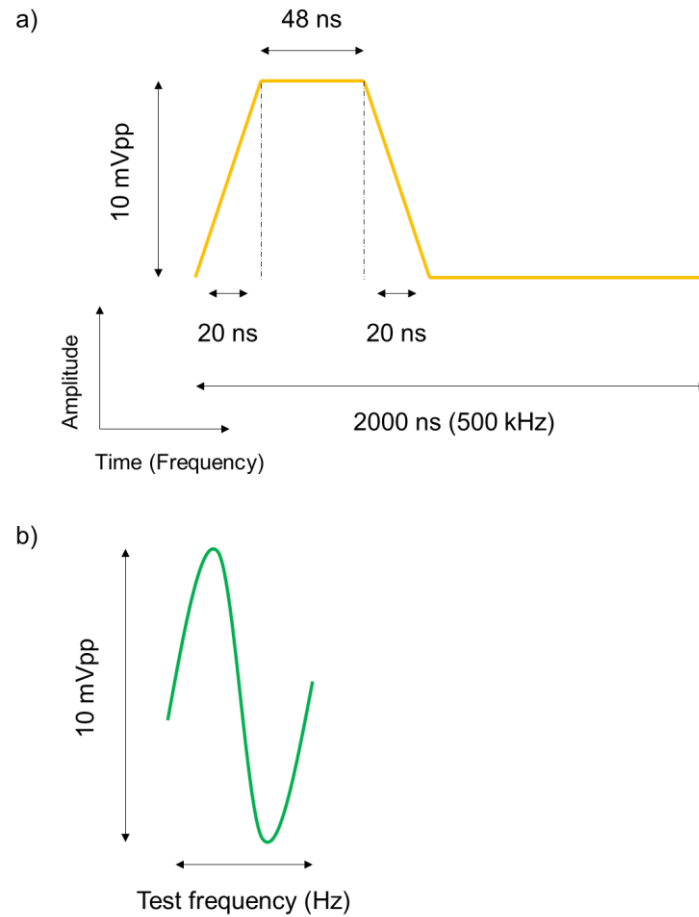 a)
48 ns
10 mVpp
20 ns
20 ns
Amplitude
2000 ns (500 kHz)
Time (Frequency)
b)
10 mVpp
Test frequency (Hz)